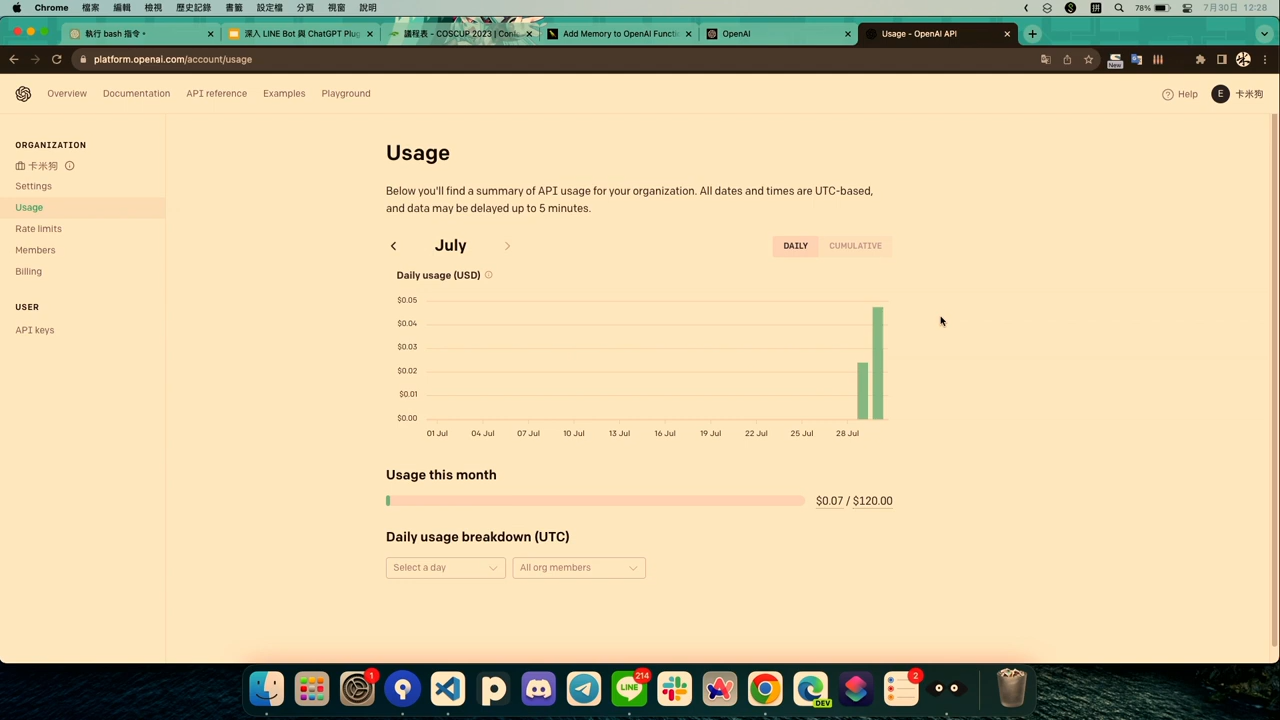 Chrome 檔案 編輯 檢視 歷史記錄 書籤 設定檔 分頁 視窗 說明
78% 拼 7月30日 12:28
執行 bash 指令・
深入 LINE Bot 與 ChatGPT Plug
議程表 - COSCUP 2023 | Con
Add Memory to OpenAI Functi
OpenAI
Usage - OpenAI API
platform.openai.com/account/usage
New
Overview Documentation API reference Examples Playground
Help E 卡米狗
ORGANIZATION
卡米狗
Settings
Usage
Rate limits
Members
Billing
USER
API keys
Usage
Below you'll find a summary of API usage for your organization. All dates and times are UTC-based,
and data may be delayed up to 5 minutes.
July
DAILY CUMULATIVE
Daily usage (USD)
$0.05
$0.04
$0.03
$0.02
$0.01
$0.00
01 Jul 04 Jul 07 Jul 10 Jul 13 Jul 16 Jul 19 Jul 22 Jul 25 Jul 28 Jul
Usage this month
$0.07 / $120.00
Daily usage breakdown (UTC)
Select a day All org members
1
LINE
214
DEV
2